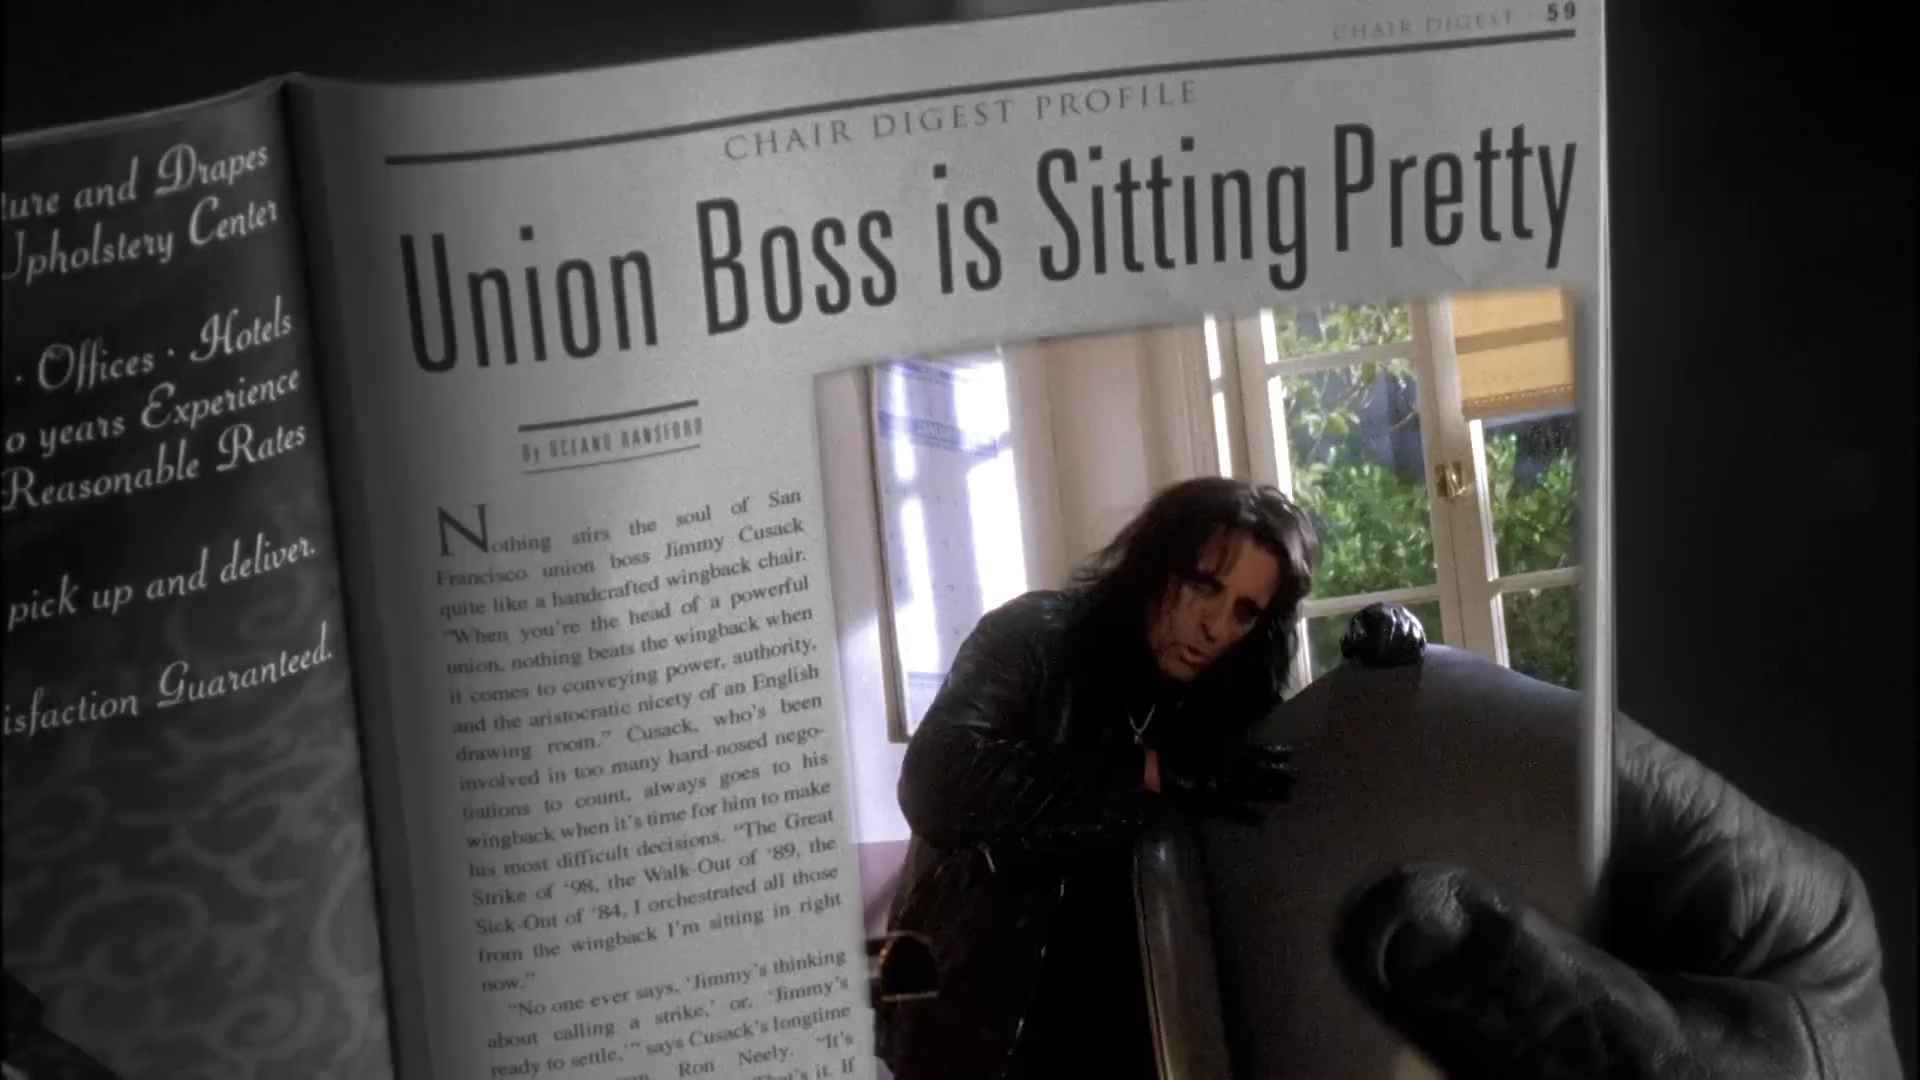 ture and Drapes
Upholstery Center
· Offices · Hotels
0 years Experience
Reasonable Rates
pick up and deliver.
isfaction Guaranteed.
CHAIR DIGEST · 59
CHAIR DIGEST PROFILE
Union Boss is Sitting Pretty
By DELANO RANSFORD
Nothing stirs the soul of San
Francisco union boss Jimmy Cusack
quite like a handcrafted wingback chair.
“When you’re the head of a powerful
union, nothing beats the wingback when
it comes to conveying power, authority,
and the aristocratic nicety of an English
drawing room.” Cusack, who’s been
involved in too many hard-nosed nego-
tiations to count, always goes to his
wingback when it’s time for him to make
his most difficult decisions. “The Great
Strike of ‘98, the Walk-Out of ‘89, the
Sick-Out of ‘84, I orchestrated all those
from the wingback I’m sitting in right
now.”
“No one ever says, ‘Jimmy’s thinking
about calling a strike,’ or, ‘Jimmy’s
ready to settle,’” says Cusack’s longtime
Ron Neely. “It’s
That’s it. If